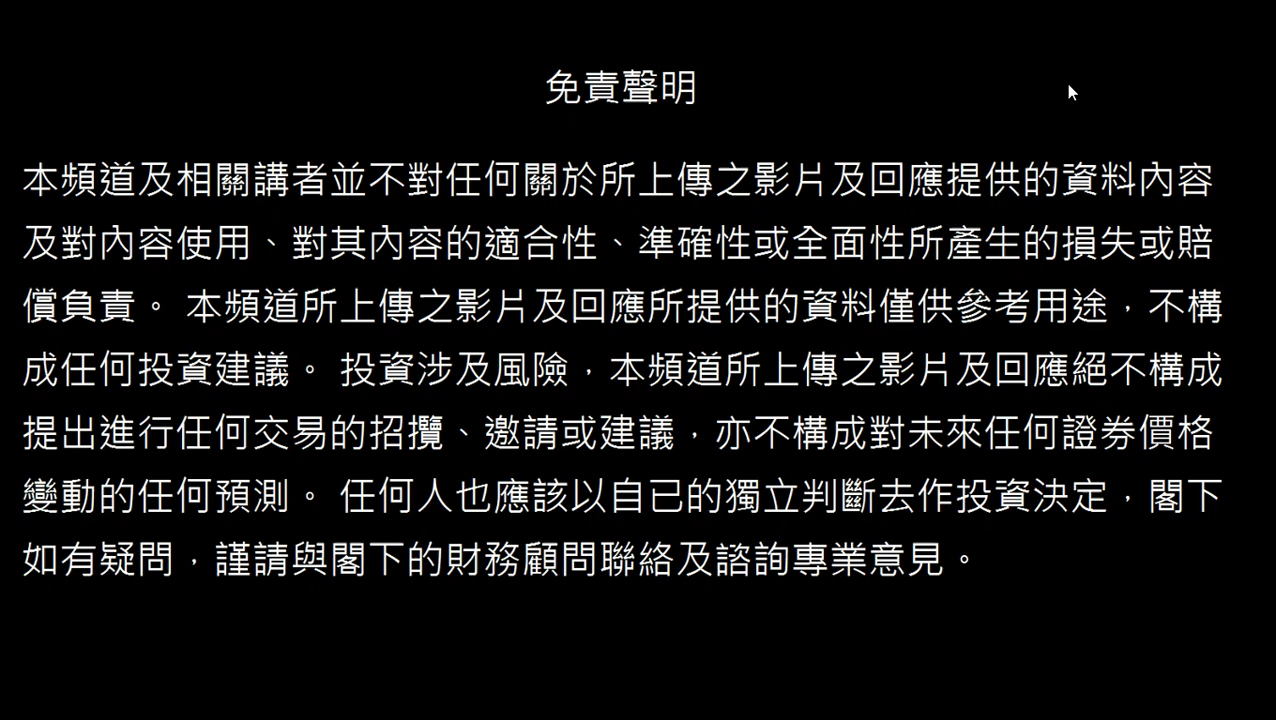 免責聲明
本頻道及相關講者並不對任何關於所上傳之影片及回應提供的資料內容
及對內容使用、對其內容的適合性、準確性或全面性所產生的損失或賠
償負責。 本頻道所上傳之影片及回應所提供的資料僅供參考用途，不構
成任何投資建議。 投資涉及風險，本頻道所上傳之影片及回應絕不構成
提出進行任何交易的招攬、邀請或建議，亦不構成對未來任何證券價格
變動的任何預測。 任何人也應該以自已的獨立判斷去作投資決定，閣下
如有疑問，謹請與閣下的財務顧問聯絡及諮詢專業意見。